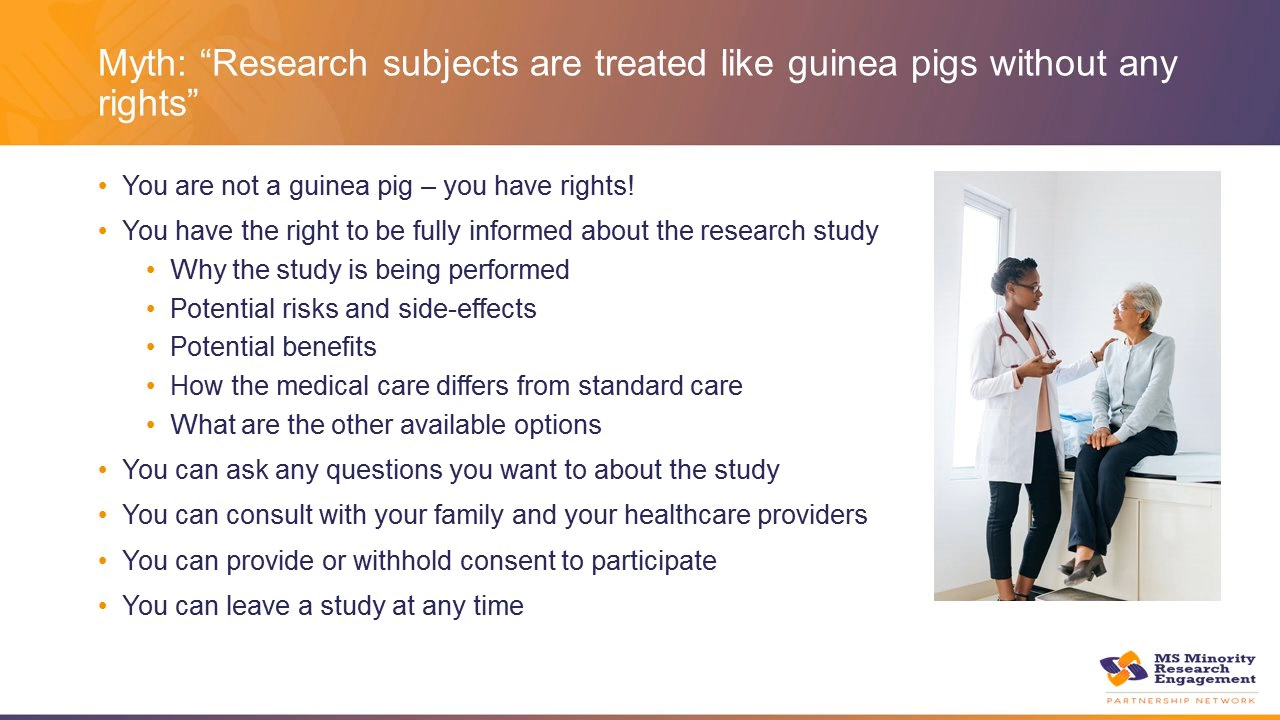 Myth: “Research subjects are treated like guinea pigs without any
rights”
• You are not a guinea pig – you have rights!
• You have the right to be fully informed about the research study
• Why the study is being performed
• Potential risks and side-effects
• Potential benefits
• How the medical care differs from standard care
• What are the other available options
• You can ask any questions you want to about the study
• You can consult with your family and your healthcare providers
• You can provide or withhold consent to participate
• You can leave a study at any time
MS Minority
Research
Engagement
PARTNERSHIP NETWORK